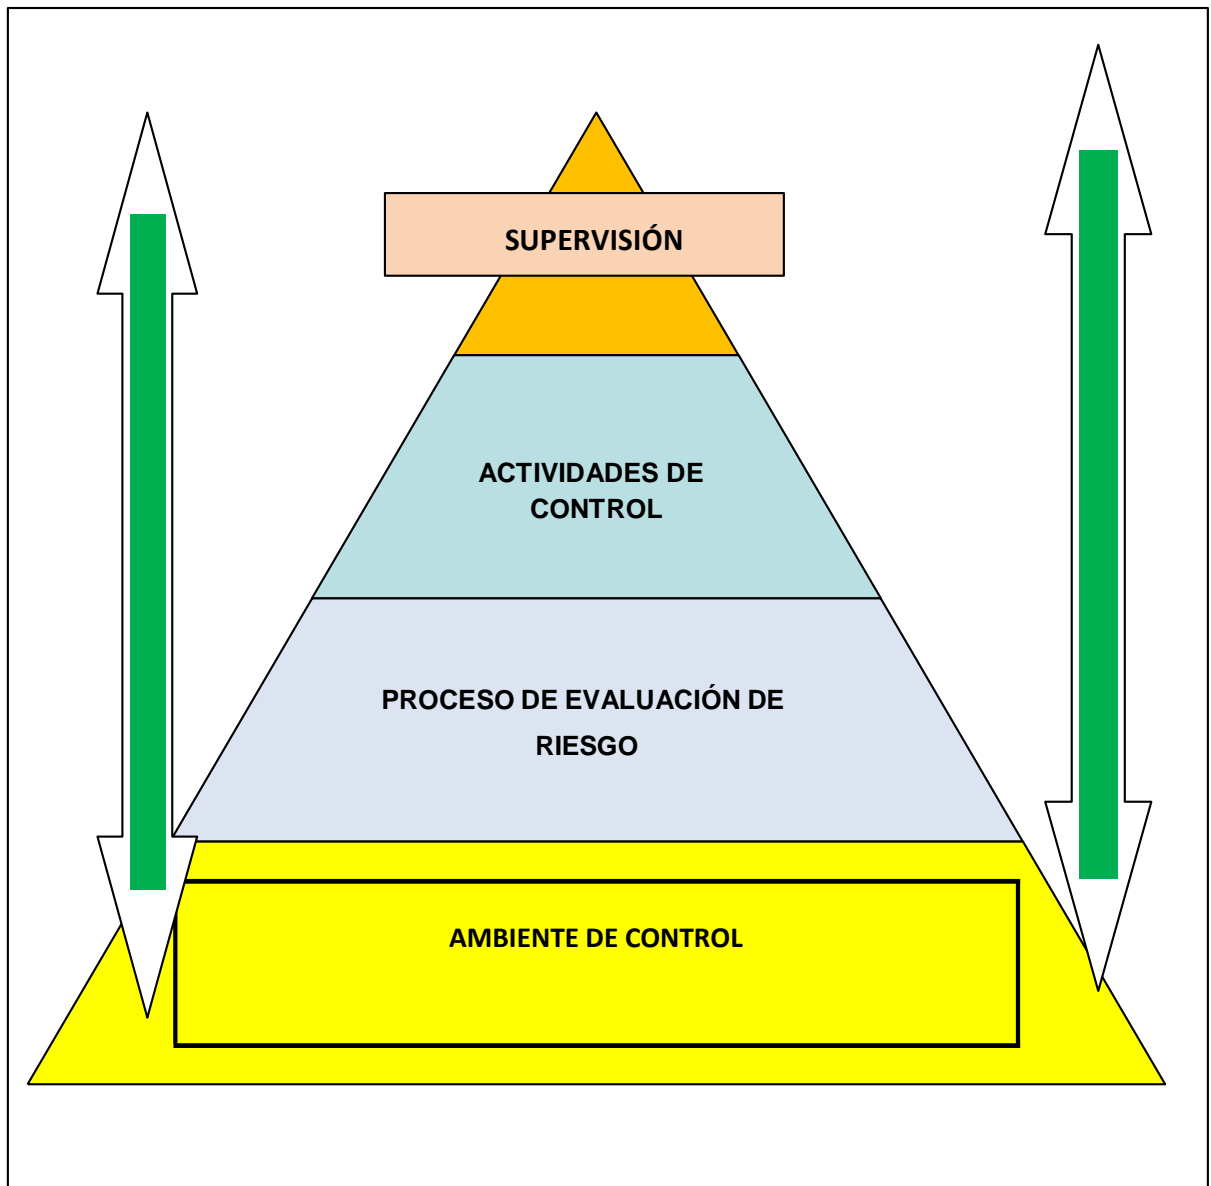 SUPERVISIÓN
ACTIVIDADES DE
CONTROL
PROCESO DE EVALUACIÓN DE
RIESGO
AMBIENTE DE CONTROL